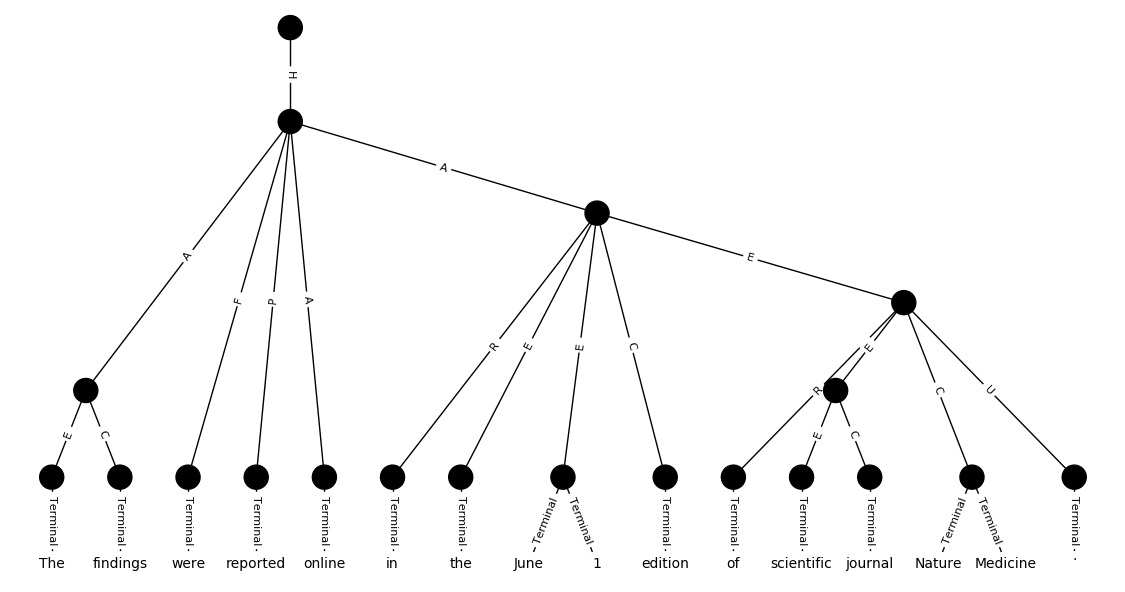 H
A
A
E
A
F
P
A
R
E
E
C
E
R
C
U
E
C
E
C
Terminal Terminal Terminal Terminal Terminal Terminal Terminal Terminal Terminal Terminal Terminal Terminal Terminal Terminal Terminal Terminal
The findings were reported online in the June 1 edition of scientific journal Nature Medicine .